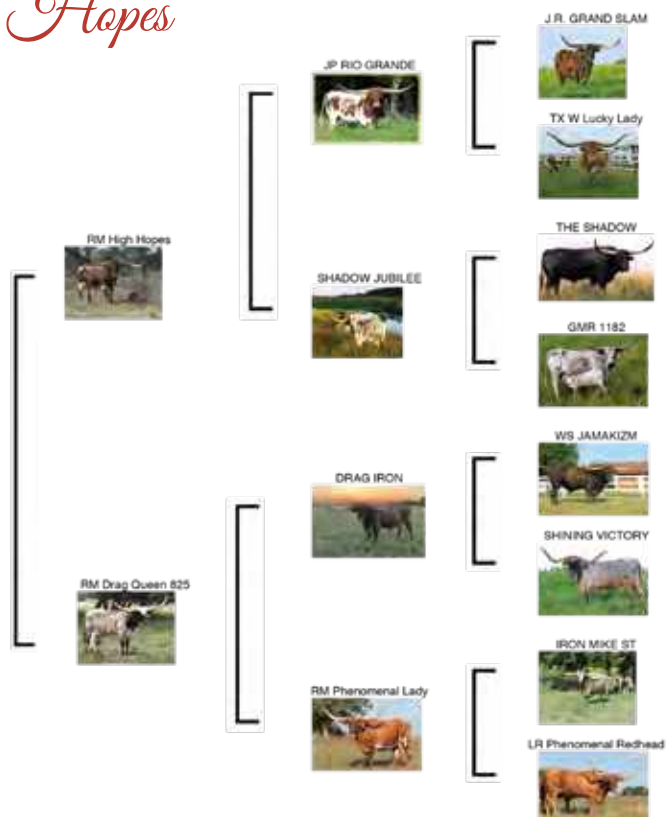 Hopes
J.R. GRAND SLAM
JP RIO GRANDE
TX W Lucky Lady
THE SHADOW
RM High Hopes
SHADOW JUBILEE
GMR 1182
WS JAMAKIZM
DRAG IRON
SHINING VICTORY
RM Drag Queen 825
IRON MIKE ST
RM Phenomenal Lady
LR Phenomenal Redhead